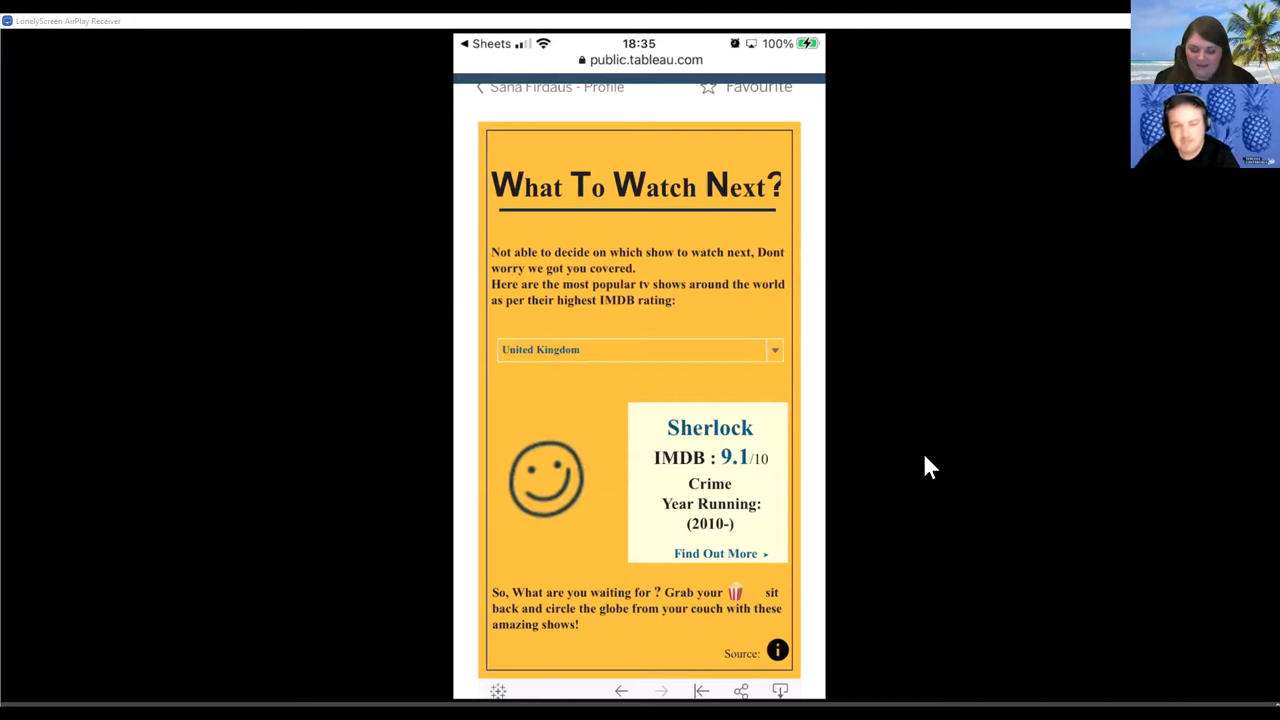 LonelyScreen AirPlay Receiver
Sheets
18:35
100%
public.tableau.com
Sana Firdaus - Profile
Favourite
What To Watch Next?
Not able to decide on which show to watch next, Dont
worry we got you covered.
Here are the most popular tv shows around the world
as per their highest IMDB rating:
United Kingdom
Sherlock
IMDB : 9.1/10
Crime
Year Running:
(2010-)
Find Out More ➤
So, What are you waiting for ? Grab your 🍿 sit
back and circle the globe from your couch with these
amazing shows!
Source: i